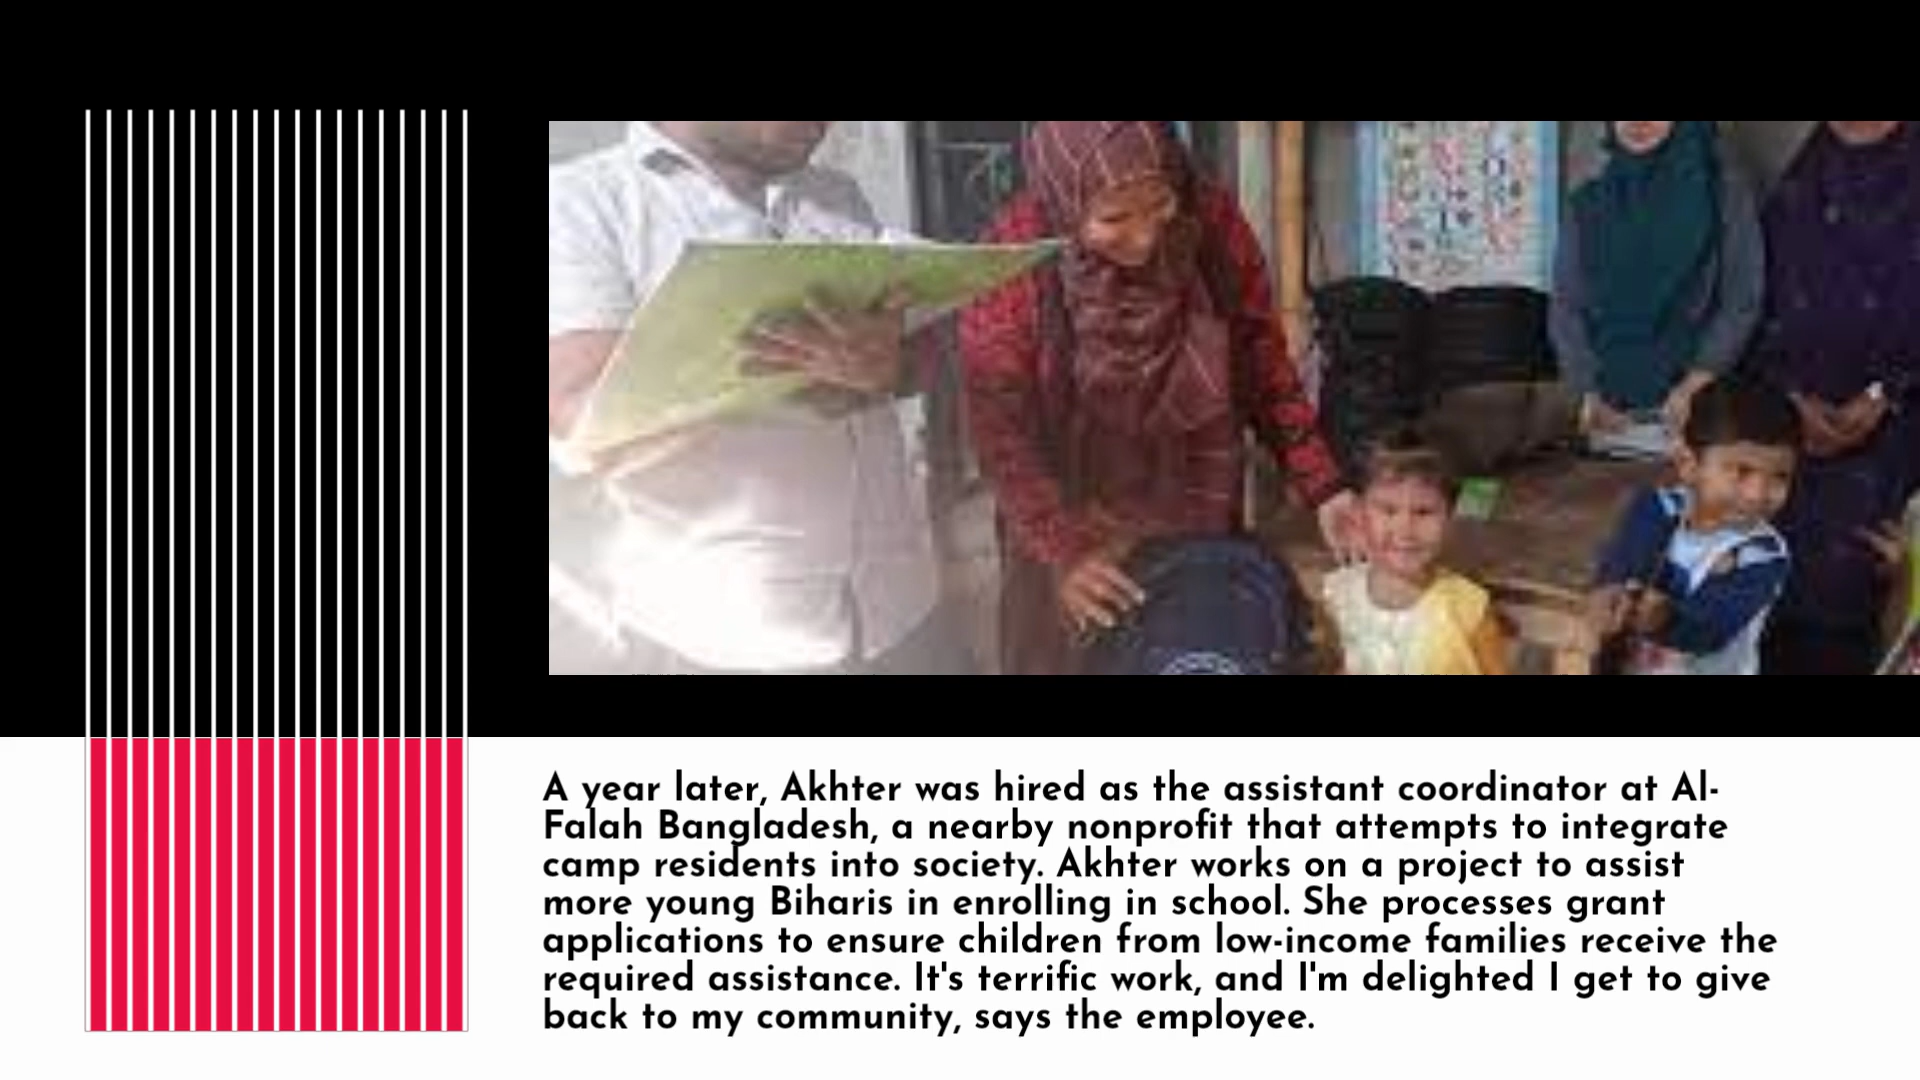 A year later, Akhter was hired as the assistant coordinator at Al-
Falah Bangladesh, a nearby nonprofit that attempts to integrate
camp residents into society. Akhter works on a project to assist
more young Biharis in enrolling in school. She processes grant
applications to ensure children from low-income families receive the
required assistance. It's terrific work, and I'm delighted I get to give
back to my community, says the employee.